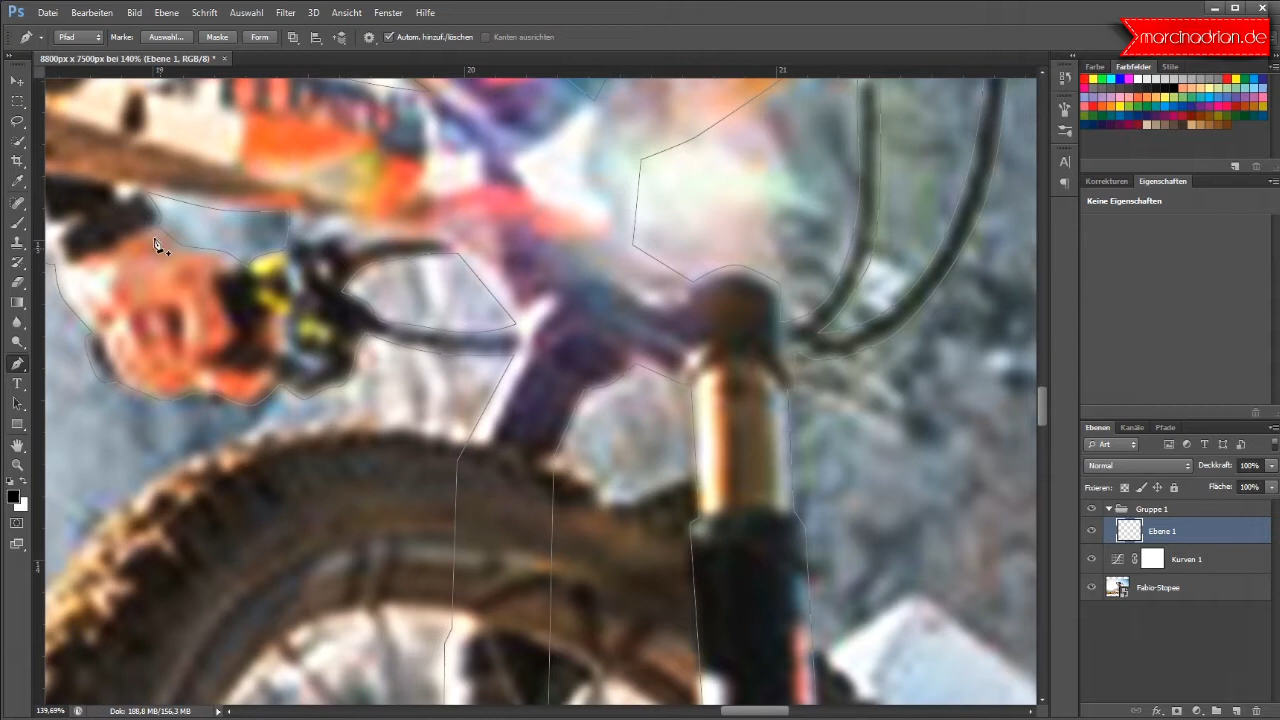 Ps Datei Bearbeiten Bild Ebene Schrift Auswahl Filter 3D Ansicht Fenster Hilfe
Pfad Marke: Auswahl... Maske Form Autom. hinzuf./löschen Kanten ausrichten
marcinadrian.de
8800px x 7500px bei 140% (Ebene 1, RGB/8) * ×
19 20 21
Farbe Farbfelder Stile
Korrekturen Eigenschaften
Keine Eigenschaften
Ebenen Kanäle Pfade
Art
Normal Deckkraft: 100%
Fixieren: Fläche: 100%
Gruppe 1
Ebene 1
Kurven 1
Fabio-Stopee
139,69% Dok: 188,8 MB/156,3 MB